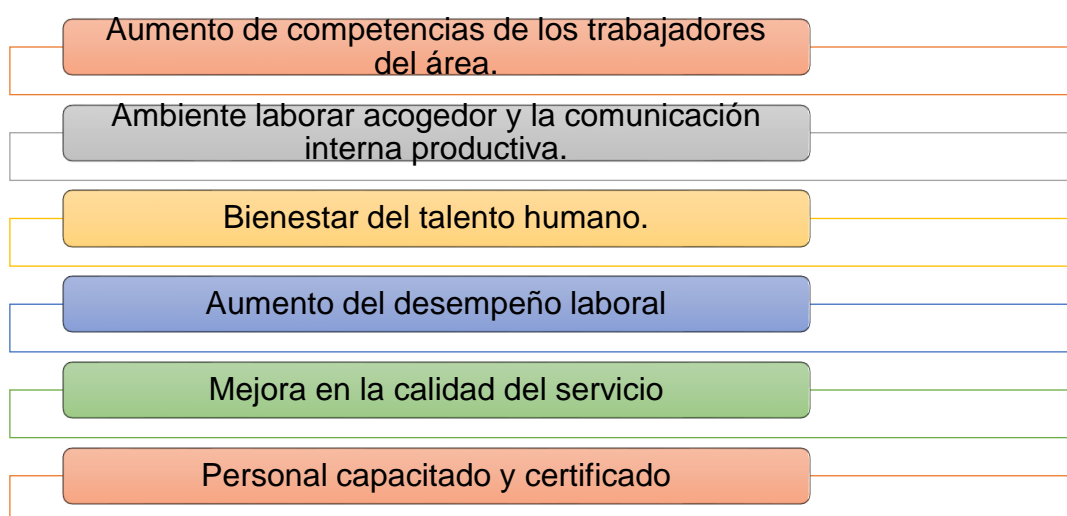 Aumento de competencias de los trabajadores
del área.
Ambiente laborar acogedor y la comunicación
interna productiva.
Bienestar del talento humano.
Aumento del desempeño laboral
Mejora en la calidad del servicio
Personal capacitado y certificado